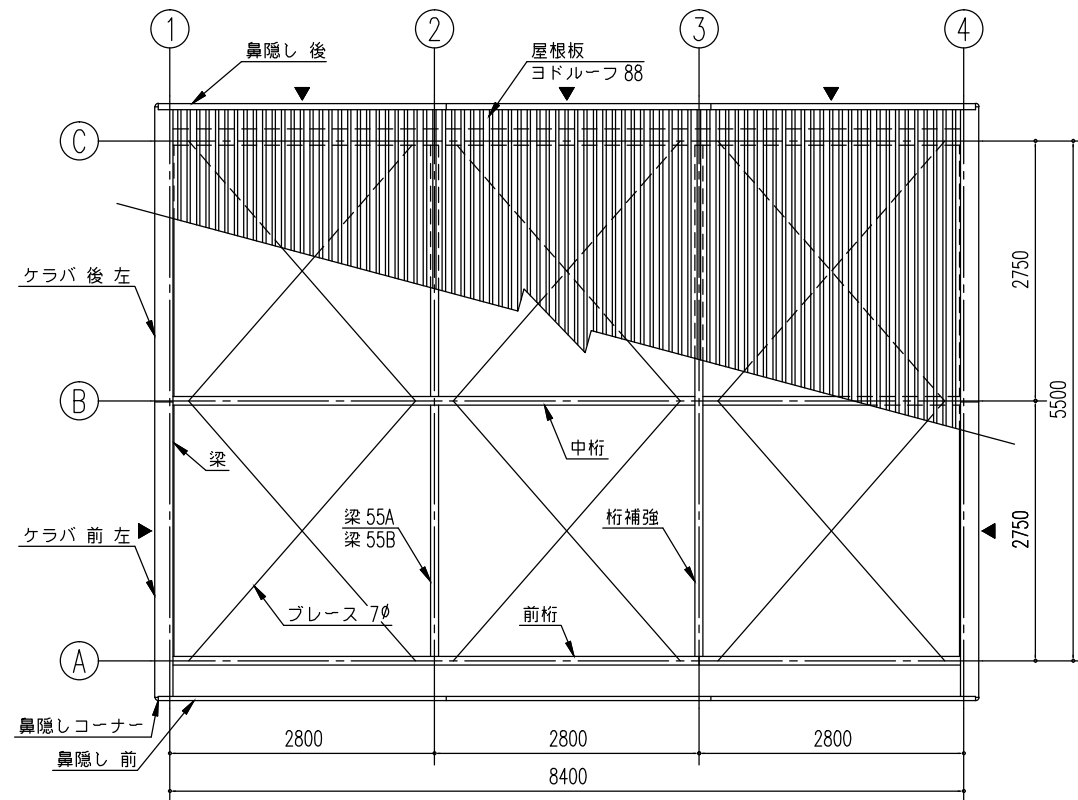 1
2
3
4
鼻隠し 後
屋根板
ヨドルーフ 88
C
2750
ケラバ 後 左
B
5500
中桁
梁
梁 55A
梁 55B
桁補強
ケラバ 前 左
2750
ブレース 7φ
前桁
A
鼻隠しコーナー
鼻隠し 前
2800
2800
2800
8400